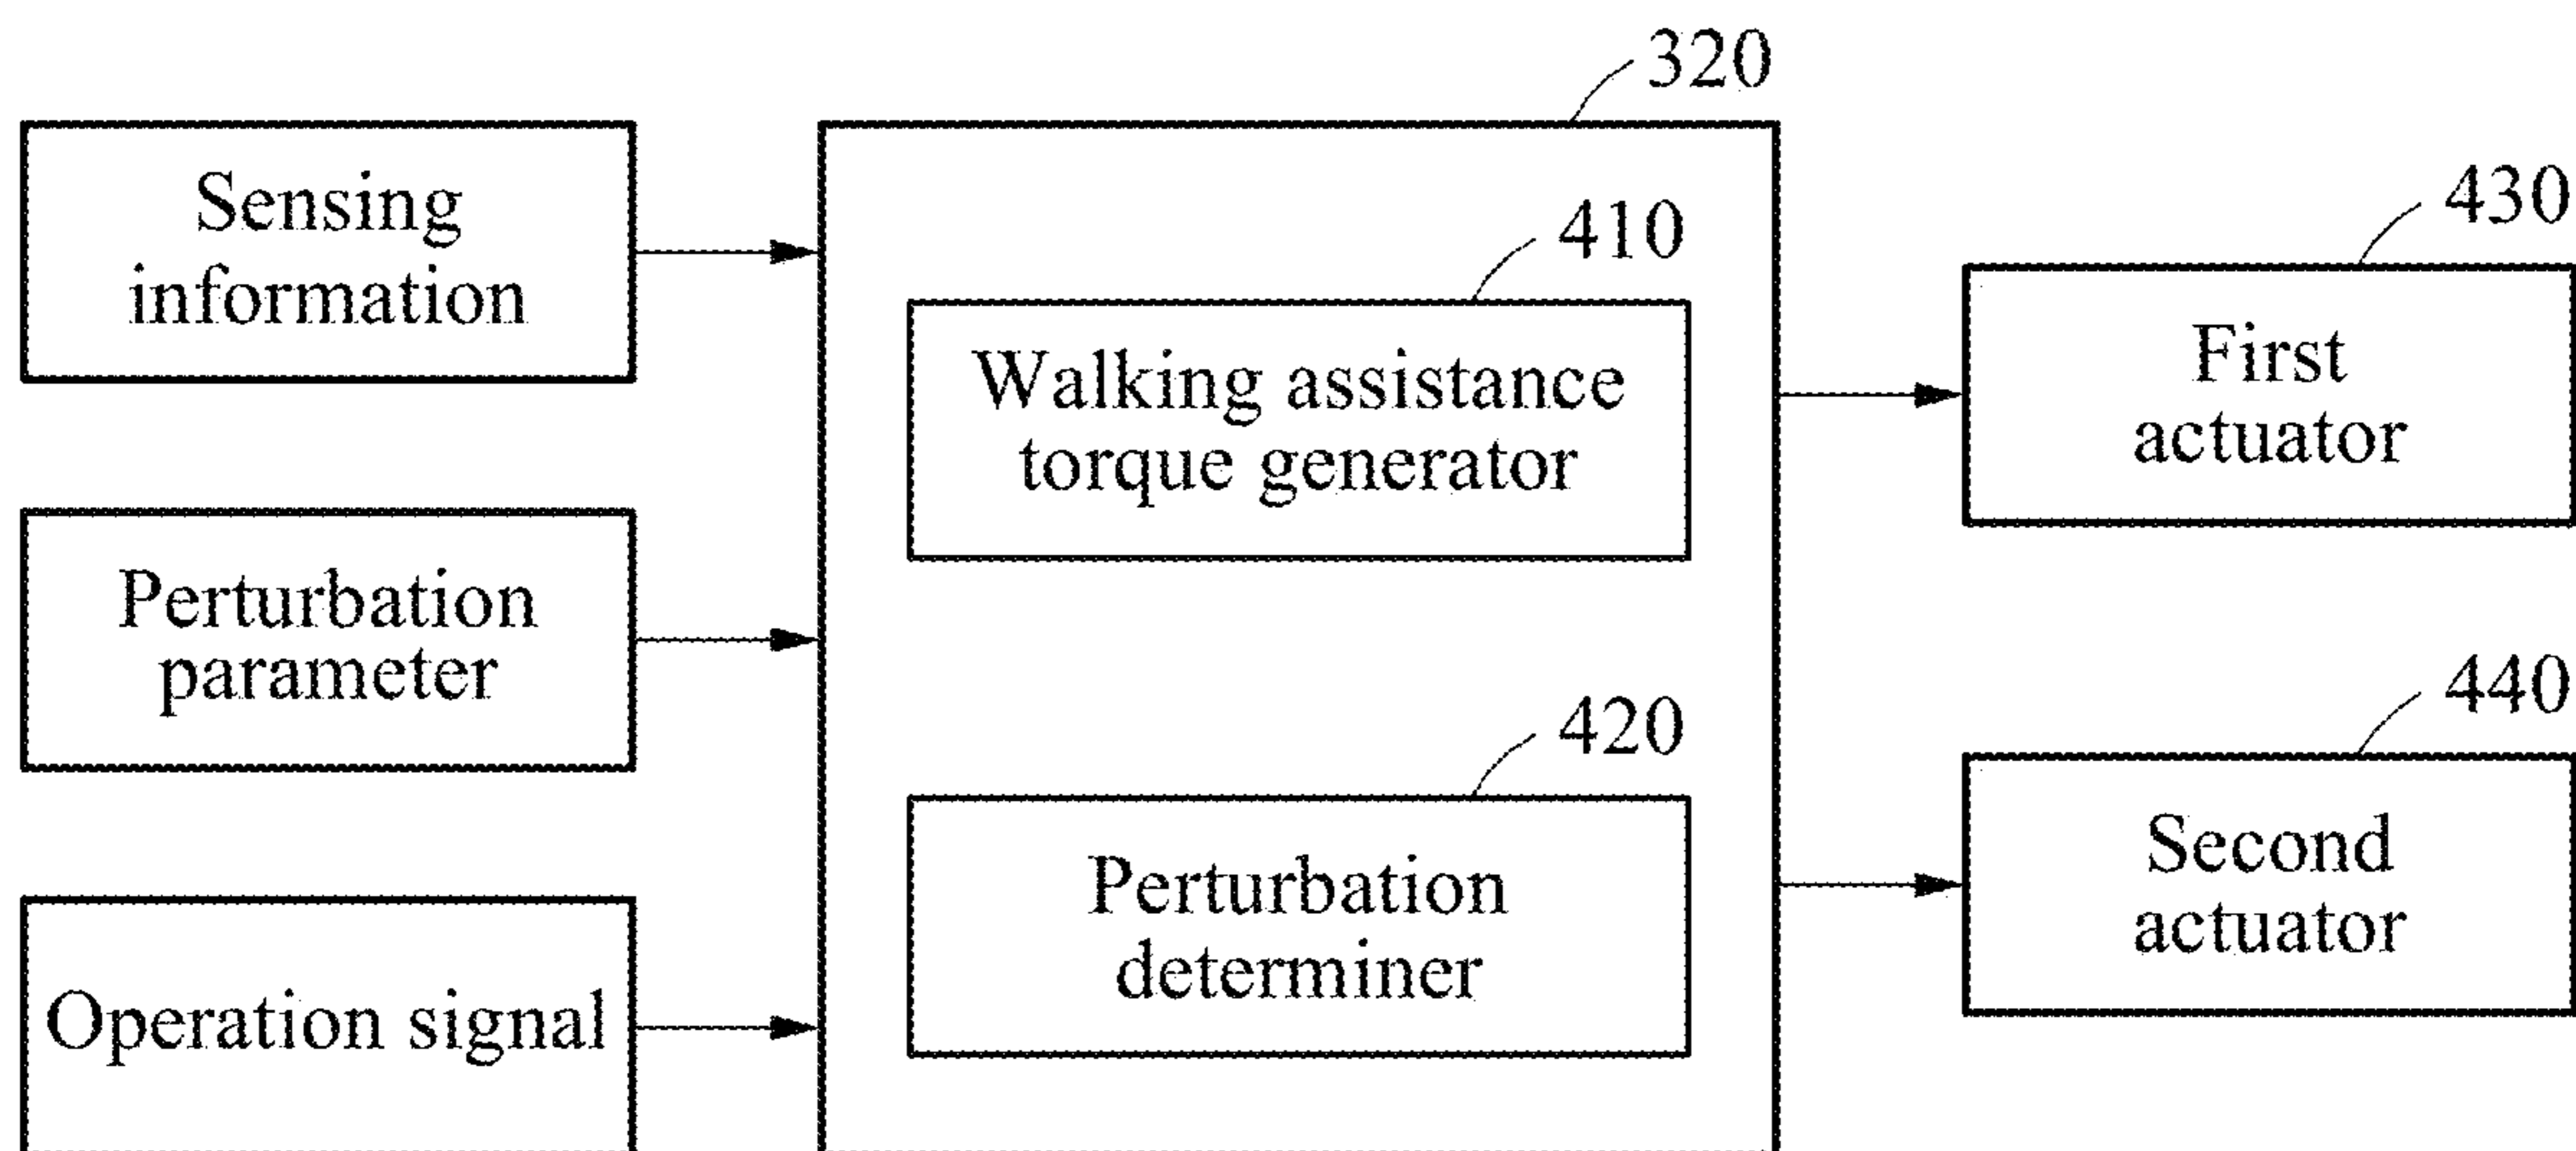 320
Sensing
information
410
430
Walking assistance
torque generator
First
actuator
Perturbation
parameter
420
440
Perturbation
determiner
Second
actuator
Operation signal